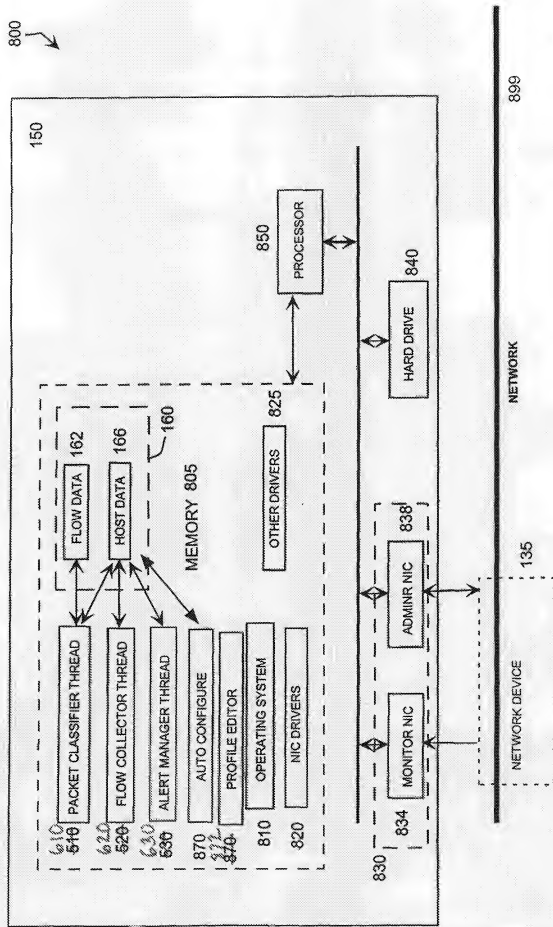 800
150
610 510 PACKET CLASSIFIER THREAD
FLOW DATA 162
620 520 FLOW COLLECTOR THREAD
HOST DATA 166
160
630 530 ALERT MANAGER THREAD
MEMORY 805
870 AUTO CONFIGURE
872 870 PROFILE EDITOR
810 OPERATING SYSTEM
820 NIC DRIVERS
OTHER DRIVERS 825
850
PROCESSOR
830
834 MONITOR NIC
ADMINR NIC 838
HARD DRIVE 840
NETWORK DEVICE 135
NETWORK 899